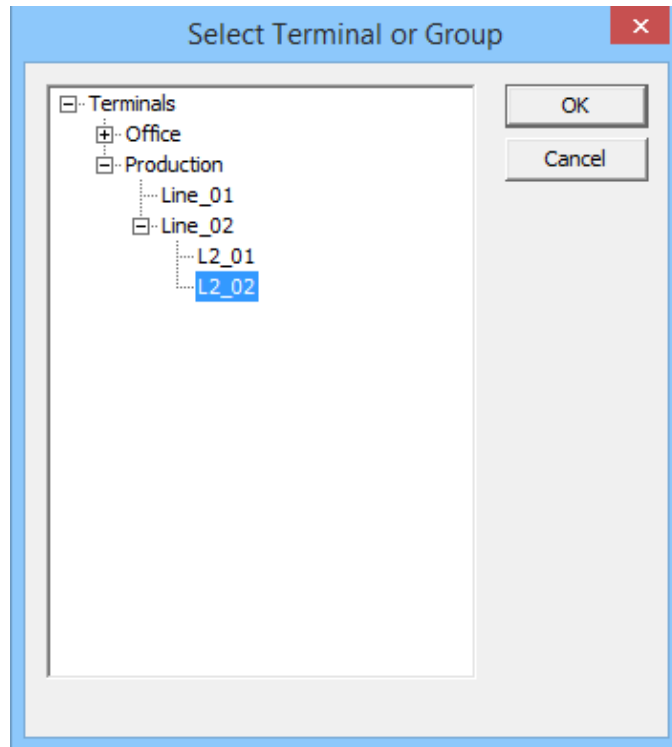 Select Terminal or Group
Terminals
OK
Office
Cancel
Production
Line_01
Line_02
L2_01
L2_02